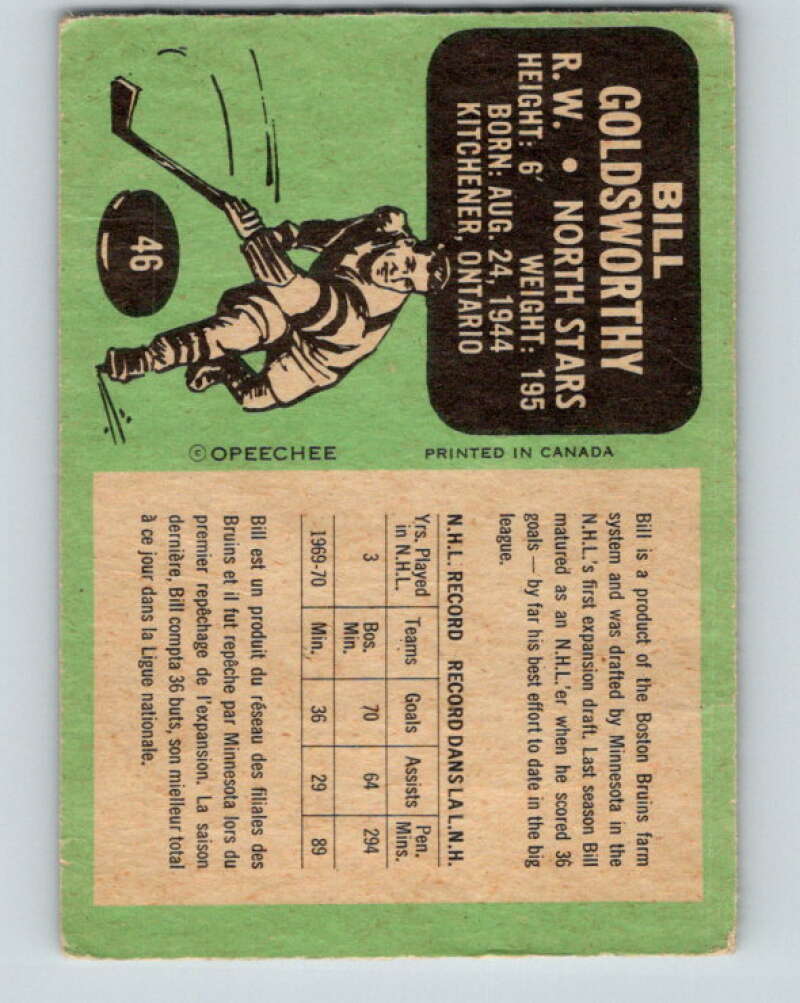 BILL
GOLDSWORTHY
R.W. • NORTH STARS
HEIGHT: 6' WEIGHT: 195
BORN: AUG. 24, 1944
KITCHENER, ONTARIO
46
© OPEECHEE
PRINTED IN CANADA
Bill is a product of the Boston Bruins farm
system and was drafted by Minnesota in the
N.H.L.'s first expansion draft. Last season Bill
matured as an N.H.L.'er when he scored 36
goals — by far his best effort to date in the big
league.
N.H.L. RECORD RECORD DANS LA L.N.H.
Yrs. Played in N.H.L. Teams Goals Assists Pen. Mins.
3 Bos. Min. 70 64 294
1969-70 Min. 36 29 89
Bill est un produit du réseau des filiales des
Bruins et il fut repêche par Minnesota lors du
premier repêchage de l'expansion. La saison
dernière, Bill compta 36 buts, son mielleur total
à ce jour dans la Ligue nationale.